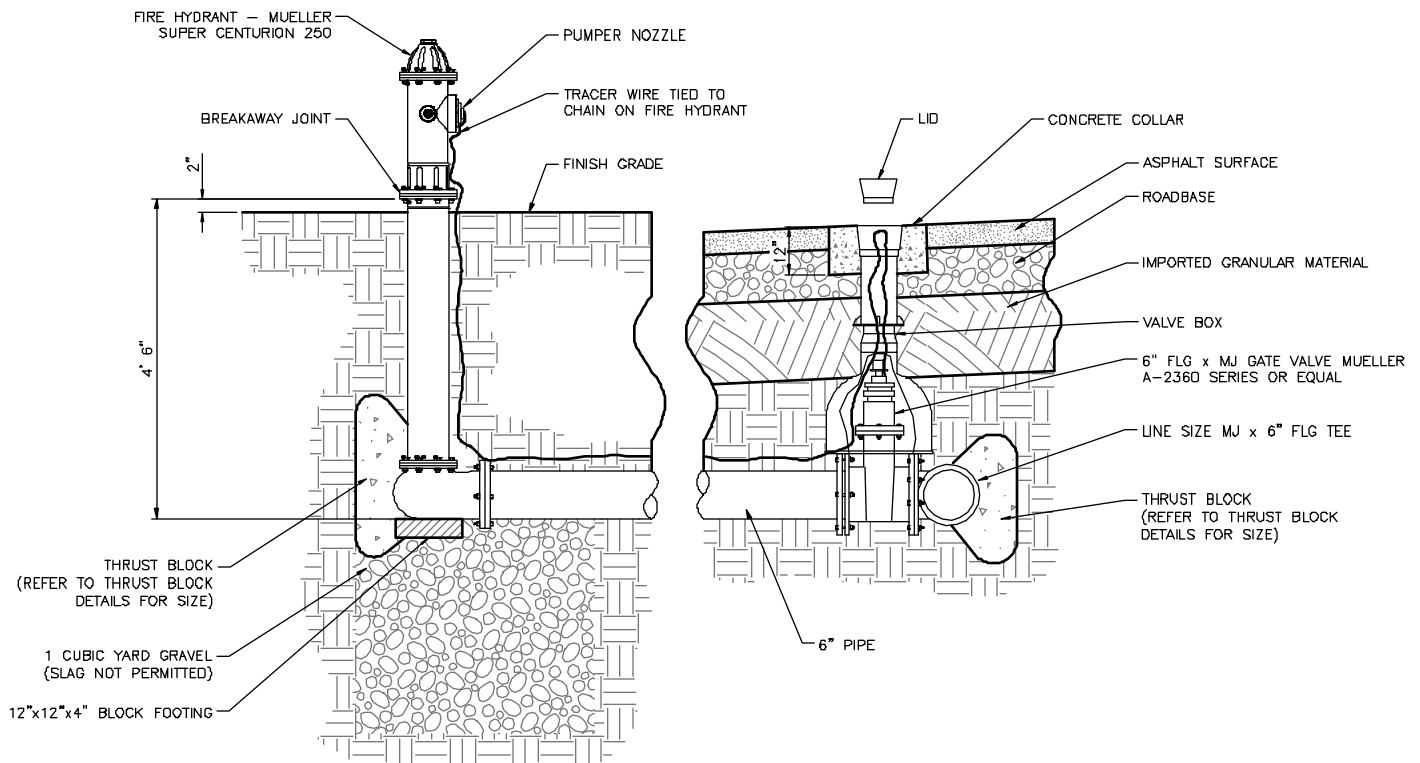 FIRE HYDRANT – MUELLER
SUPER CENTURION 250
PUMPER NOZZLE
TRACER WIRE TIED TO
CHAIN ON FIRE HYDRANT
BREAKAWAY JOINT
2"
FINISH GRADE
4' 6"
LID
CONCRETE COLLAR
ASPHALT SURFACE
ROADBASE
12"
IMPORTED GRANULAR MATERIAL
VALVE BOX
6" FLG x MJ GATE VALVE MUELLER
A–2360 SERIES OR EQUAL
LINE SIZE MJ x 6" FLG TEE
THRUST BLOCK
(REFER TO THRUST BLOCK
DETAILS FOR SIZE)
THRUST BLOCK
(REFER TO THRUST BLOCK
DETAILS FOR SIZE)
6" PIPE
1 CUBIC YARD GRAVEL
(SLAG NOT PERMITTED)
12"x12"x4" BLOCK FOOTING